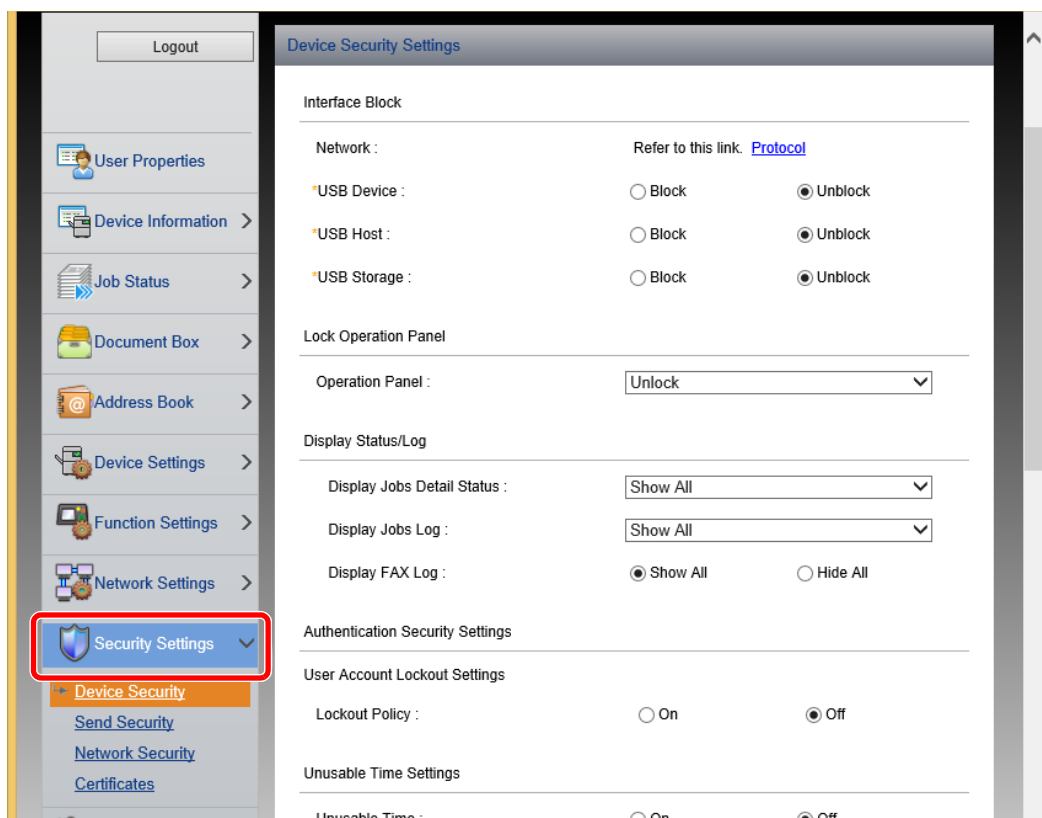 Logout
User Properties
Device Information
Job Status
Document Box
Address Book
Device Settings
Function Settings
Network Settings
Security Settings
Device Security
Send Security
Network Security
Certificates
Device Security Settings
Interface Block
Network : Refer to this link. Protocol
*USB Device : Block Unblock
*USB Host : Block Unblock
*USB Storage : Block Unblock
Lock Operation Panel
Operation Panel : Unlock
Display Status/Log
Display Jobs Detail Status : Show All
Display Jobs Log : Show All
Display FAX Log : Show All Hide All
Authentication Security Settings
User Account Lockout Settings
Lockout Policy : On Off
Unusable Time Settings
Unusable Time : On Off